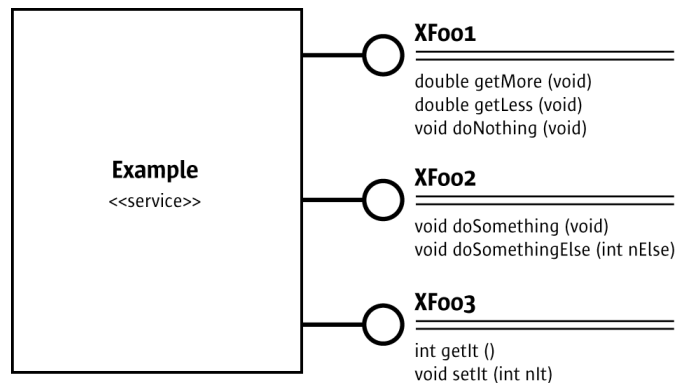 Example
<<service>>
XFoo1
double getMore (void)
double getLess (void)
void doNothing (void)
XFoo2
void doSomething (void)
void doSomethingElse (int nElse)
XFoo3
int getIt ()
void setIt (int nIt)